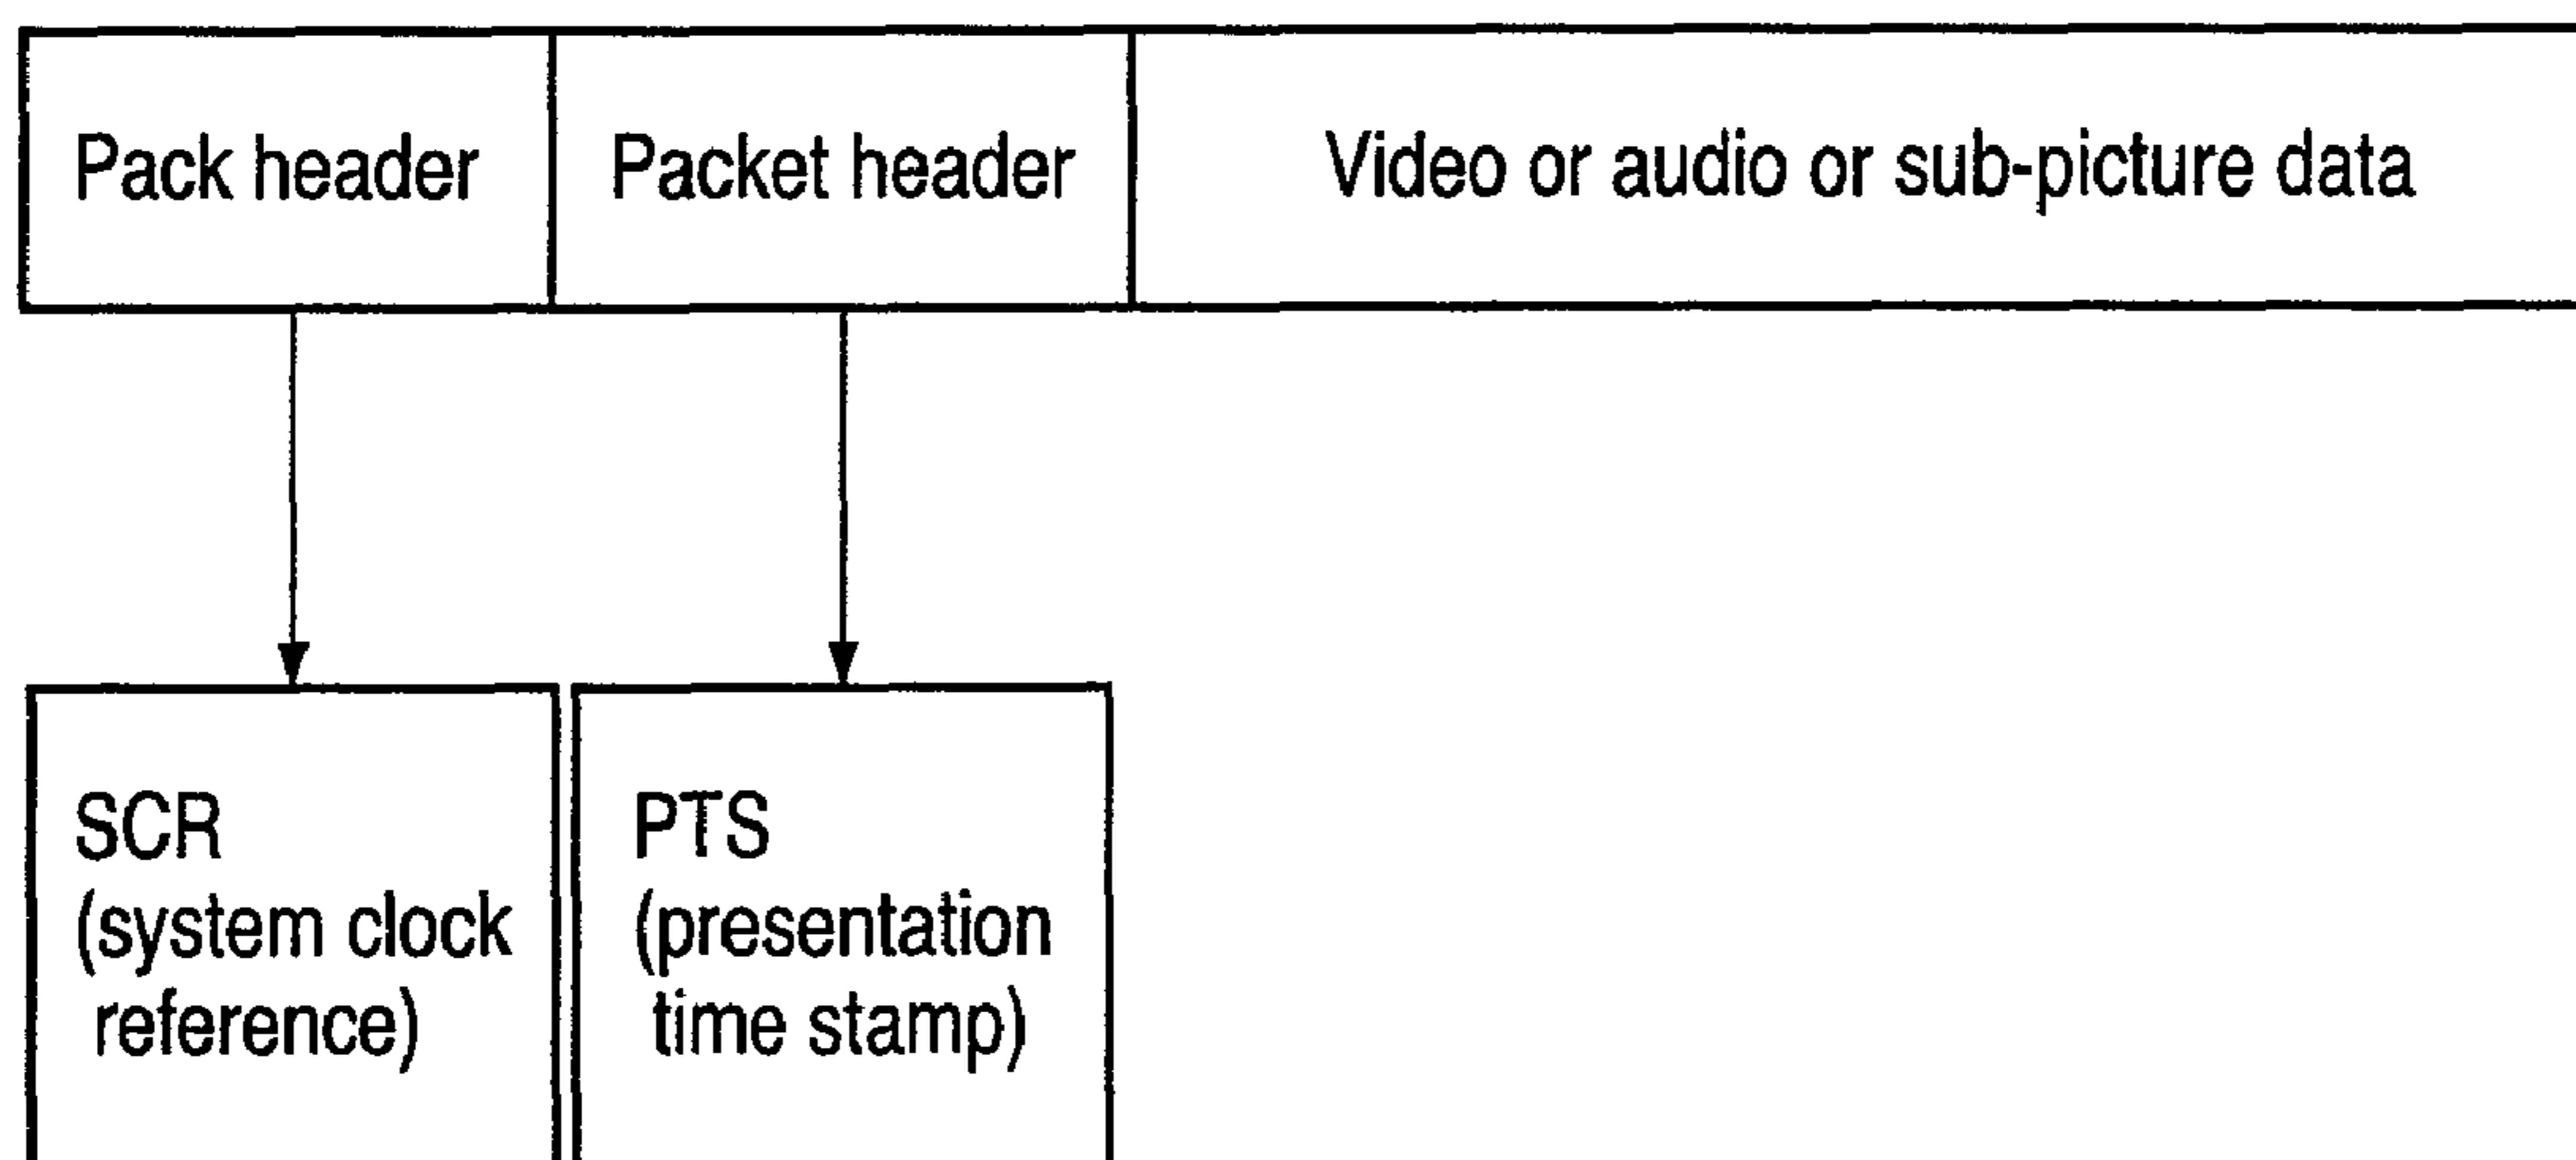 Pack header
Packet header
Video or audio or sub-picture data
SCR
(system clock
reference)
PTS
(presentation
time stamp)